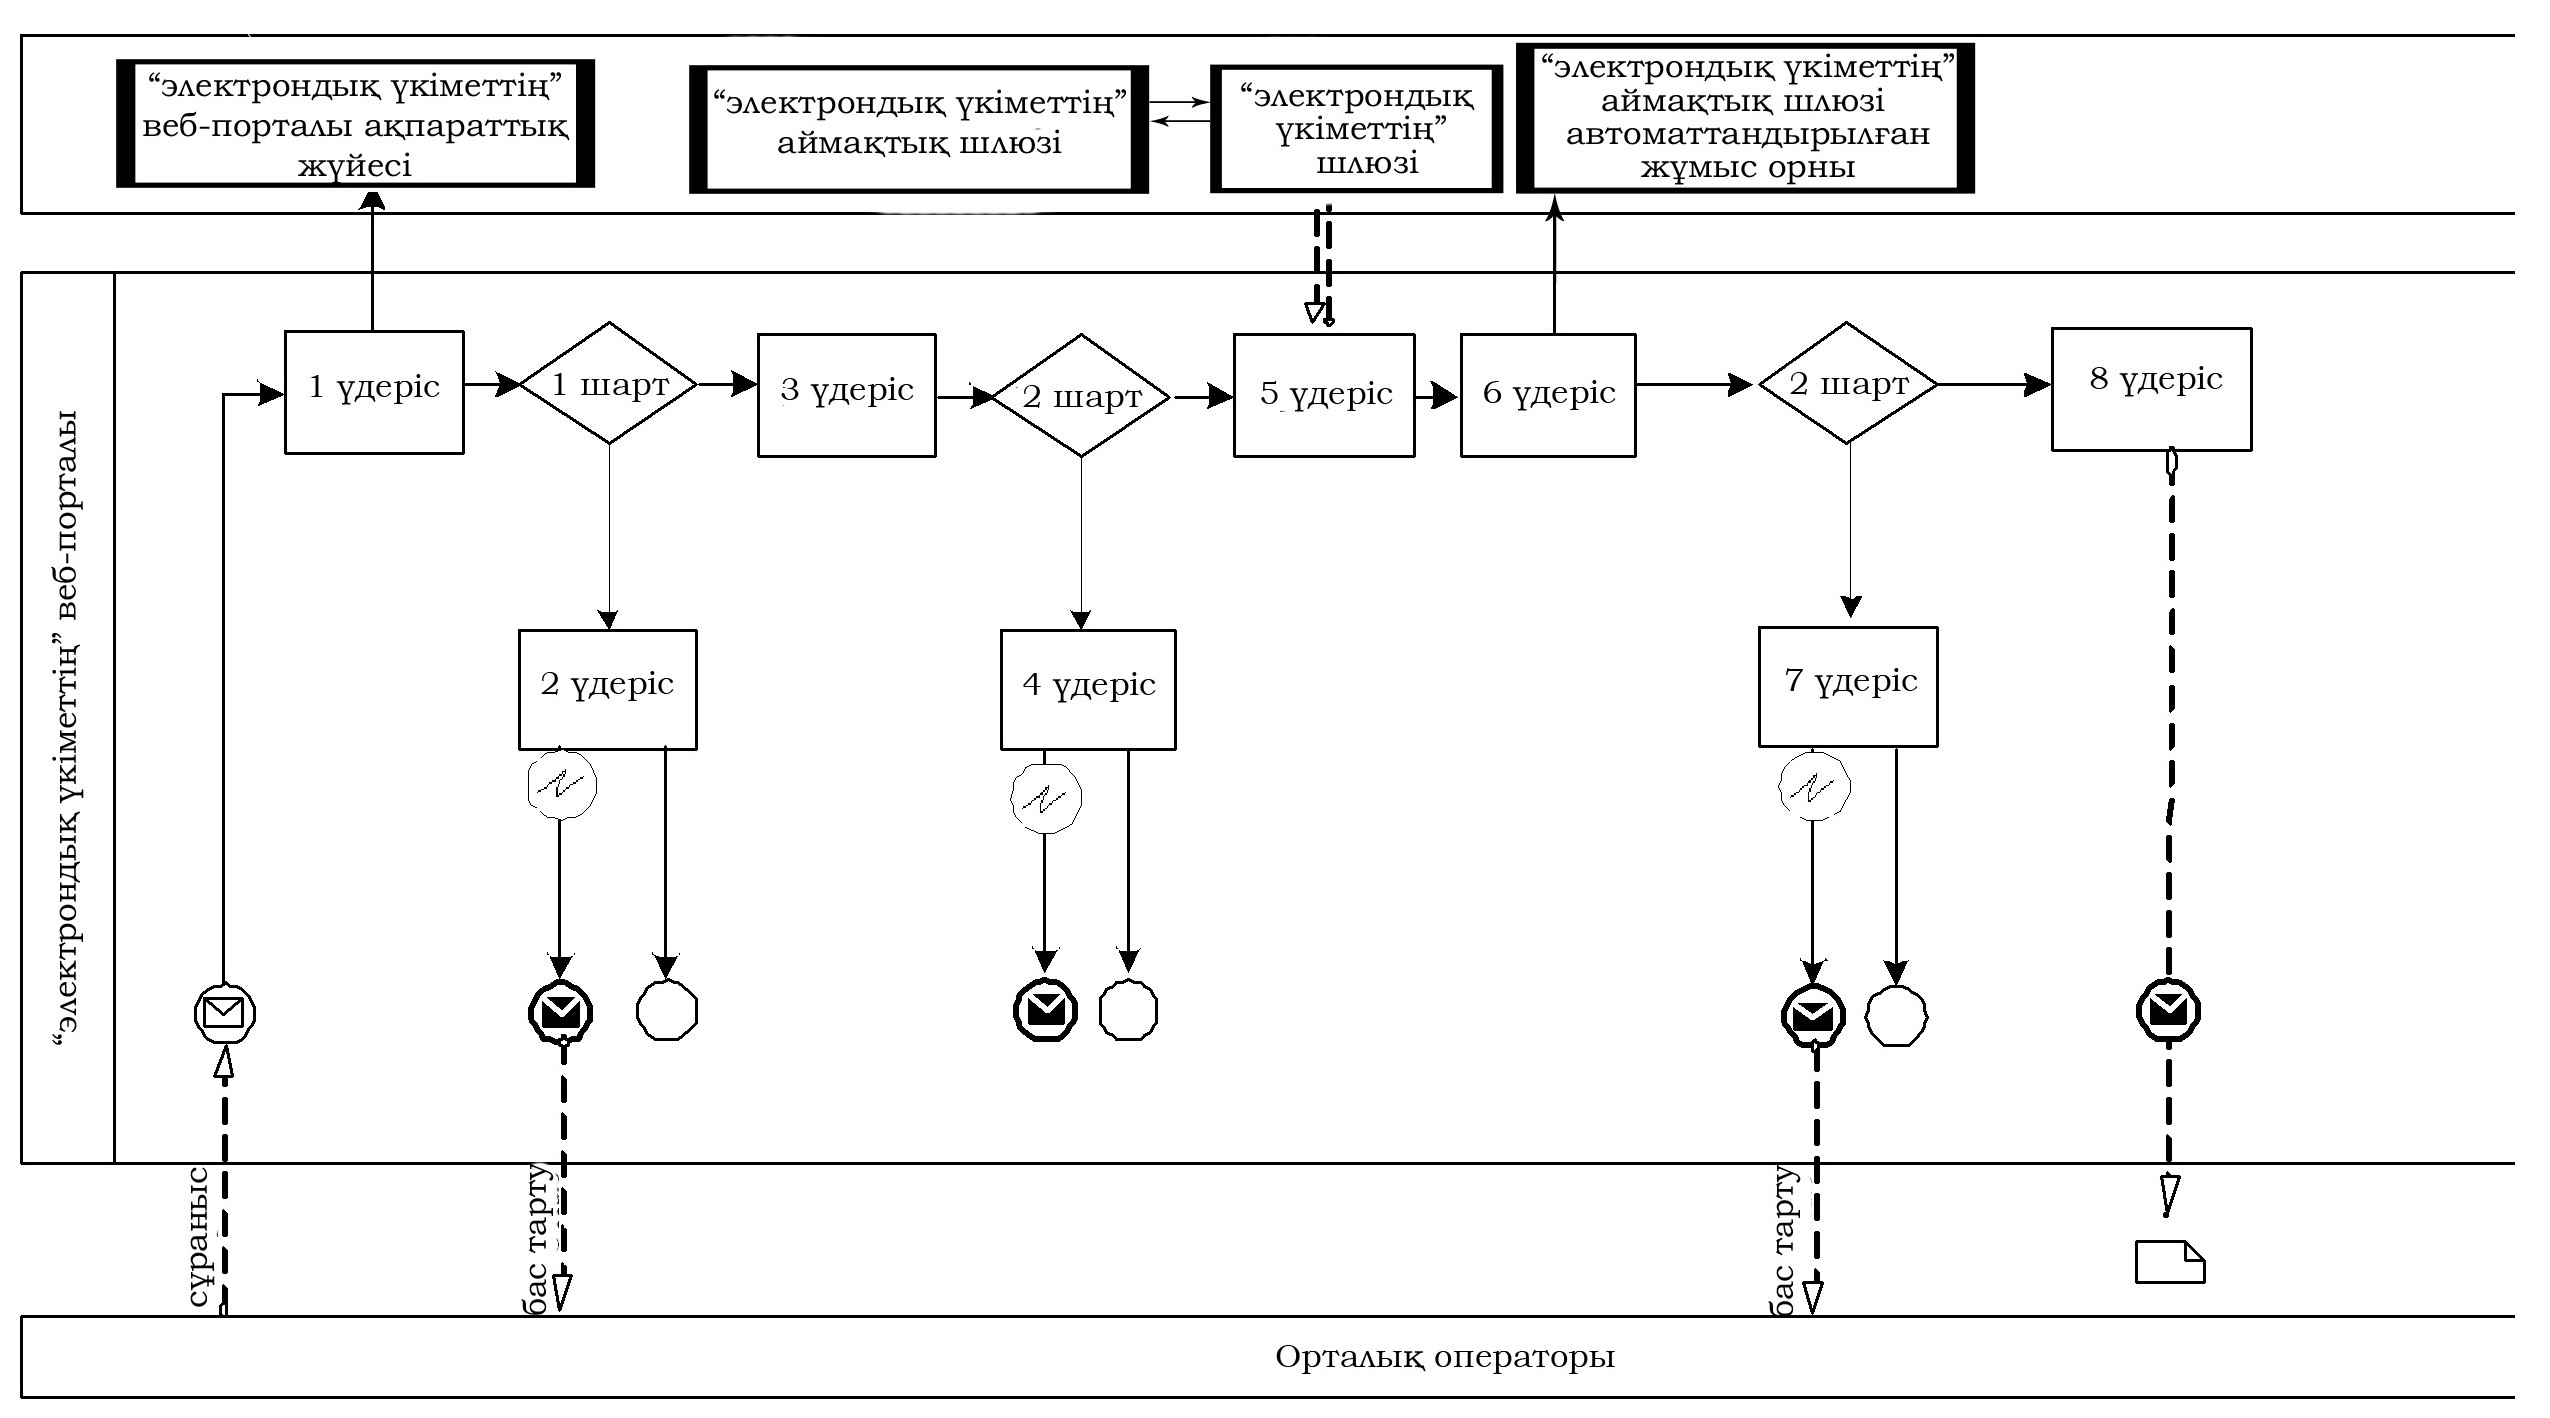 “электрондық үкіметтің”
веб-порталы ақпараттық
жүйесі
“электрондық үкіметтің”
аймақтық шлюзі
“электрондық
үкіметтің”
шлюзі
“электрондық үкіметтің”
аймақтық шлюзі
автоматтандырылған
жұмыс орны
“электрондық үкіметтің” веб-порталы
1 үдеріс
1 шарт
3 үдеріс
2 шарт
5 үдеріс
6 үдеріс
2 шарт
8 үдеріс
2 үдеріс
4 үдеріс
7 үдеріс
сұраныс
бас тарту
бас тарту
Орталық операторы